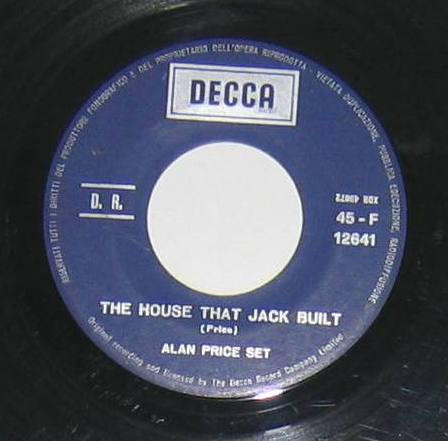 RISERVATI TUTTI I DIRITTI DEL PRODUTTORE FONOGRAFICO E DEL PROPRIETARIO DELL'OPERA RIPRODOTTA - VIETATA DUPLICAZIONE, PUBBLICA ESECUZIONE, RADIODIFFUSIONE.
DECCA
D. R.
XDR 40072
45 - F
12641
THE HOUSE THAT JACK BUILT
(Price)
ALAN PRICE SET
Original recording and licensed by The Decca Record Company Limited